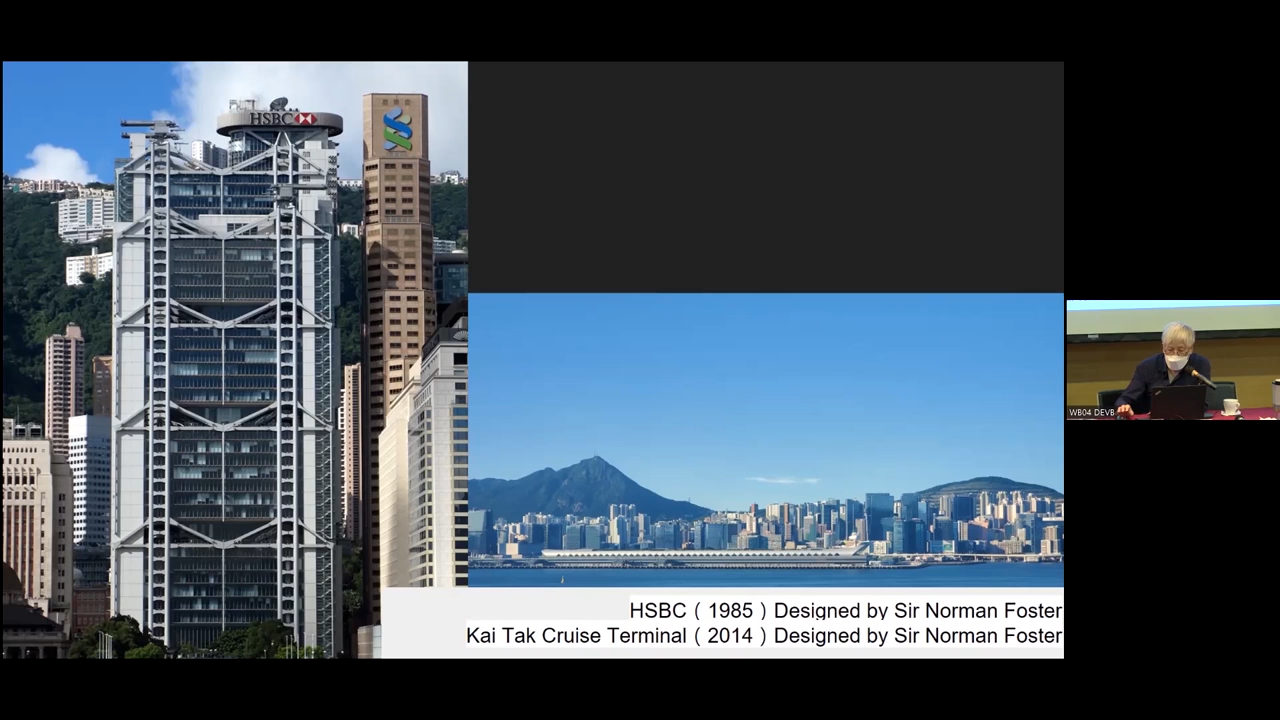 HSBC
HSBC ( 1985 ) Designed by Sir Norman Foster
Kai Tak Cruise Terminal ( 2014 ) Designed by Sir Norman Foster
WB04 DEVB